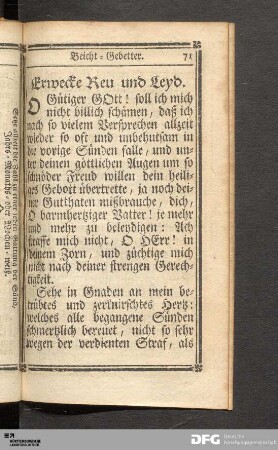 Beicht-Gebetter. 71
Erwecke Reu und Leyd.
O Gütiger GOtt! soll ich mich
nicht billich schämen, daß ich
nach so vielem Versprechen allzeit
wieder so oft und unbehutsam in
die vorige Sünden falle, und un-
ter deinen göttlichen Augen um so
schnöder Freud willen dein heili-
ges Gebott übertrette, ja noch dei-
ner Gutthaten mißbrauche, dich,
O barmhertziger Vatter! je mehr
und mehr zu beleydigen: Ach
straffe mich nicht, O HErr! in
deinem Zorn, und züchtige mich
nicht nach deiner strengen Gerech-
tigkeit.
Sehe in Gnaden an mein be-
trübtes und zerknirschtes Hertz:
welches alle begangene Sünden
schmertzlich bereuet, nicht so sehr
wegen der verdienten Straf, als
DFG